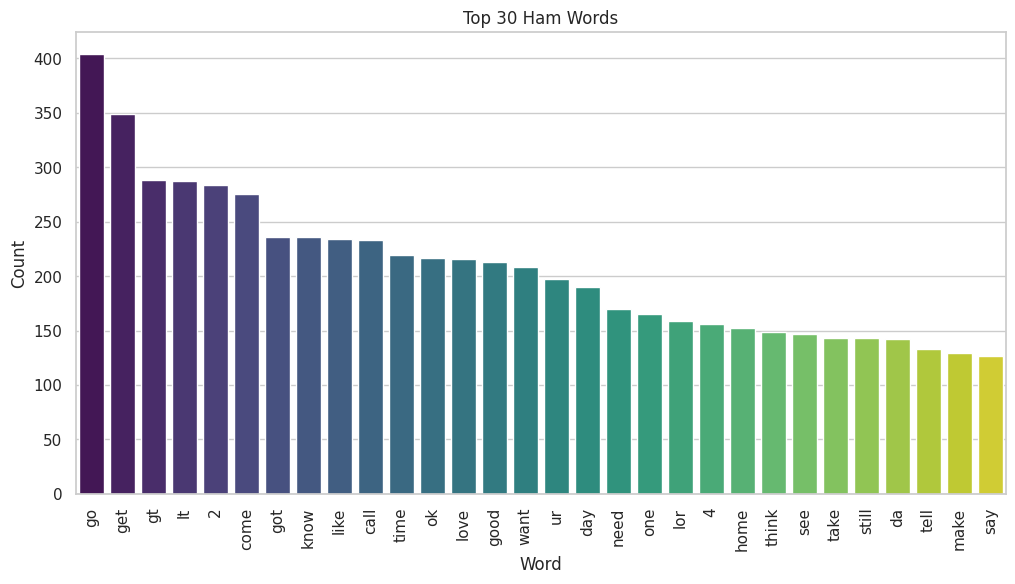 Top 30 Ham Words
Count
400
350
300
250
200
150
100
50
0
go
get
gt
lt
2
come
got
know
like
call
time
ok
love
good
want
ur
day
need
one
lor
4
home
think
see
take
still
da
tell
make
say
Word